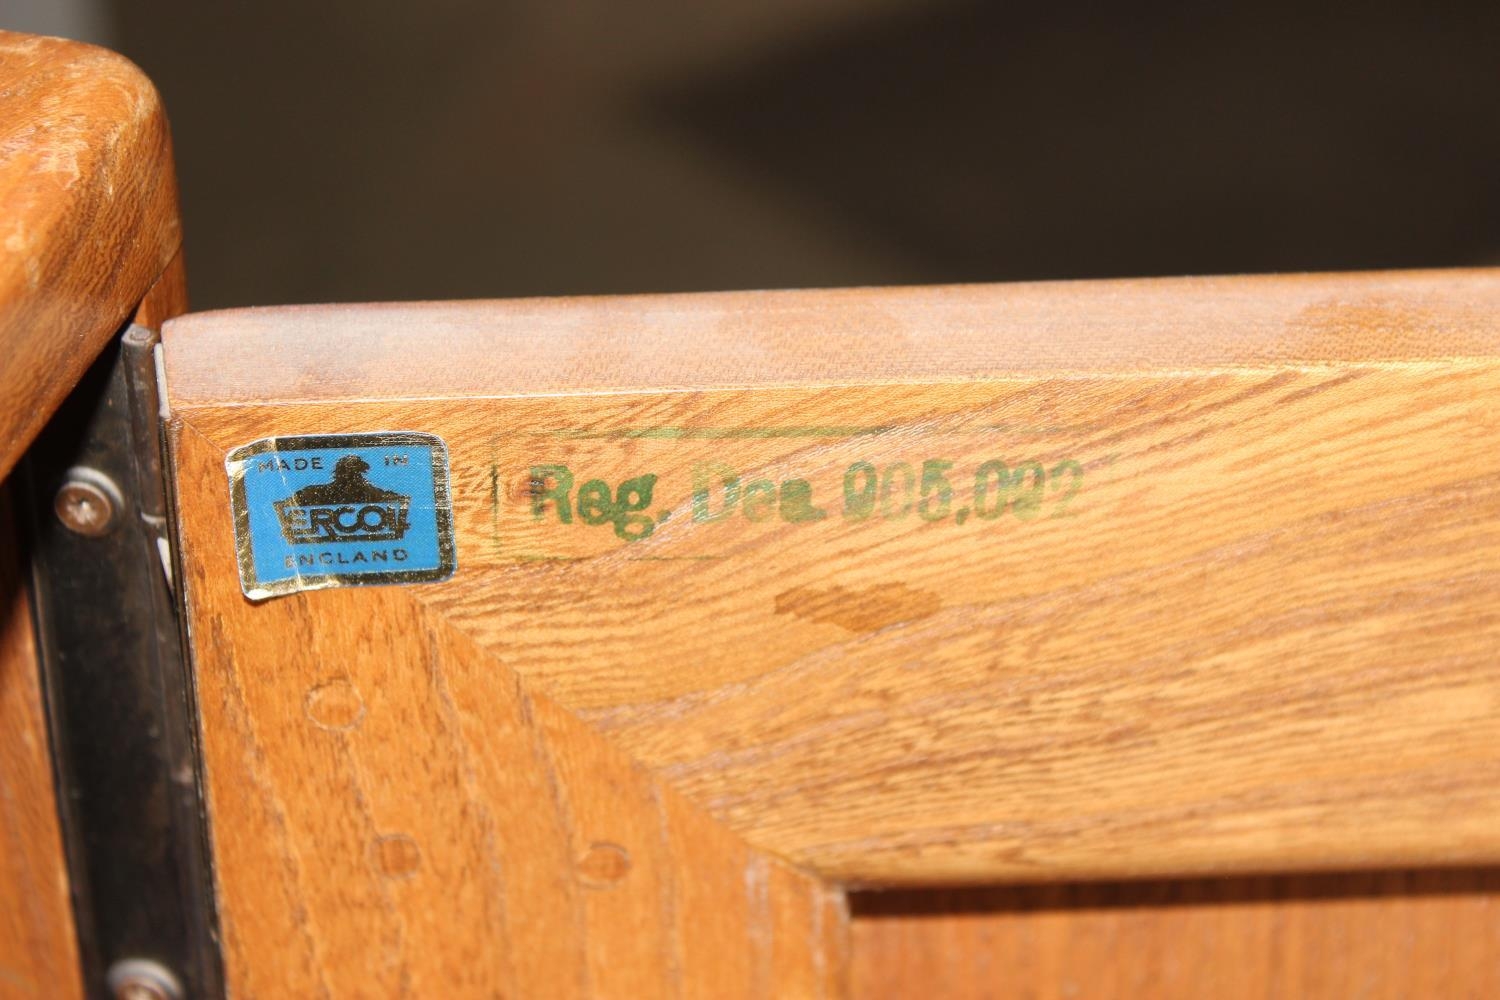 MADE IN
ERCOL
ENGLAND
Reg. Des. 905,092